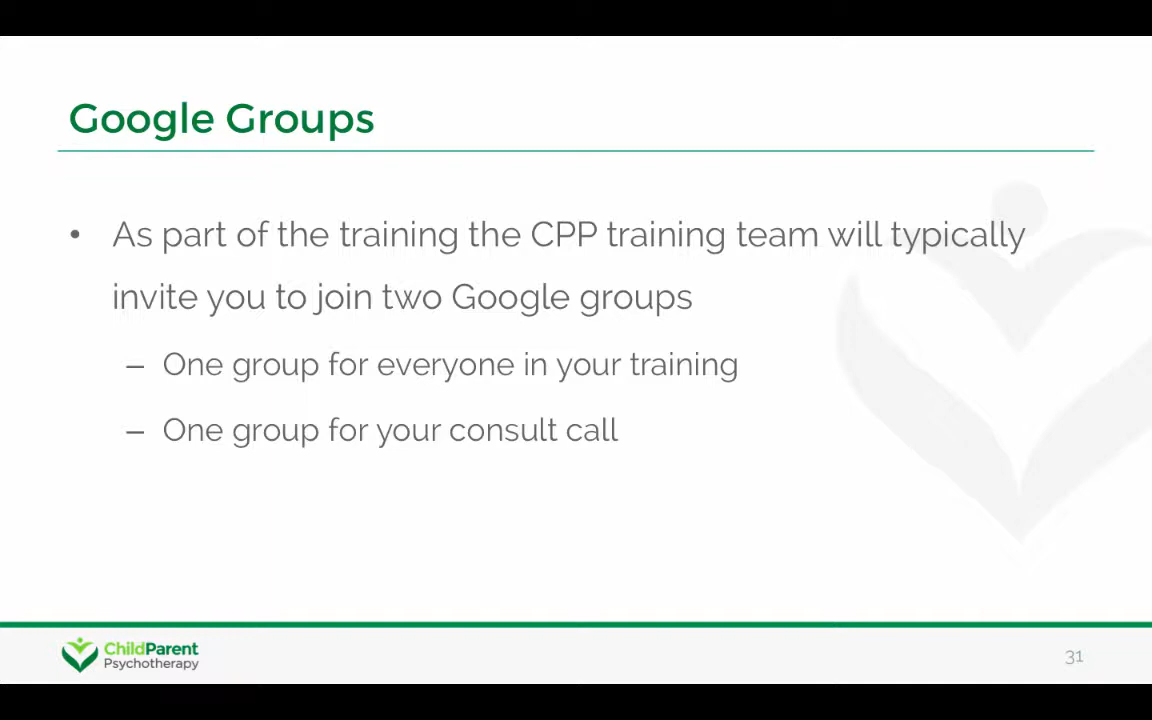 Google Groups
• As part of the training the CPP training team will typically
invite you to join two Google groups
– One group for everyone in your training
– One group for your consult call
ChildParent
Psychotherapy
31